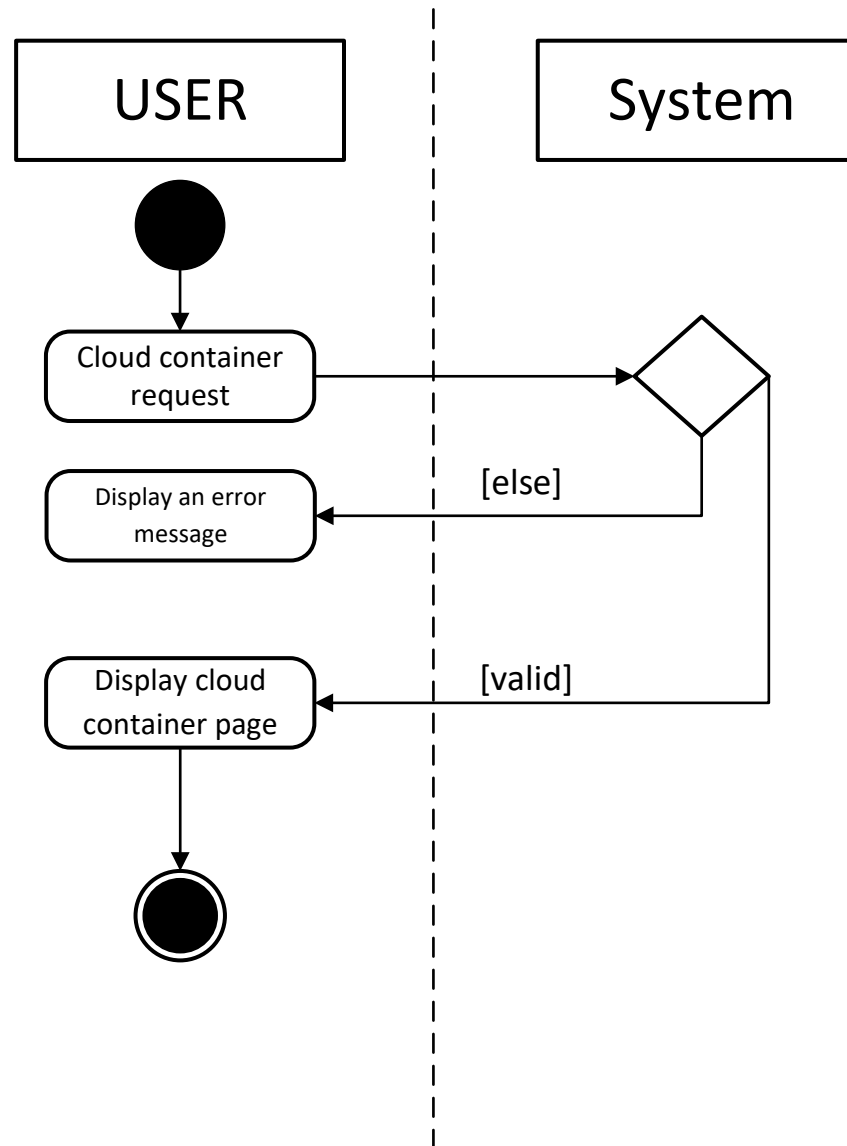 USER
System
Cloud container
request
[else]
Display an error
message
[valid]
Display cloud
container page